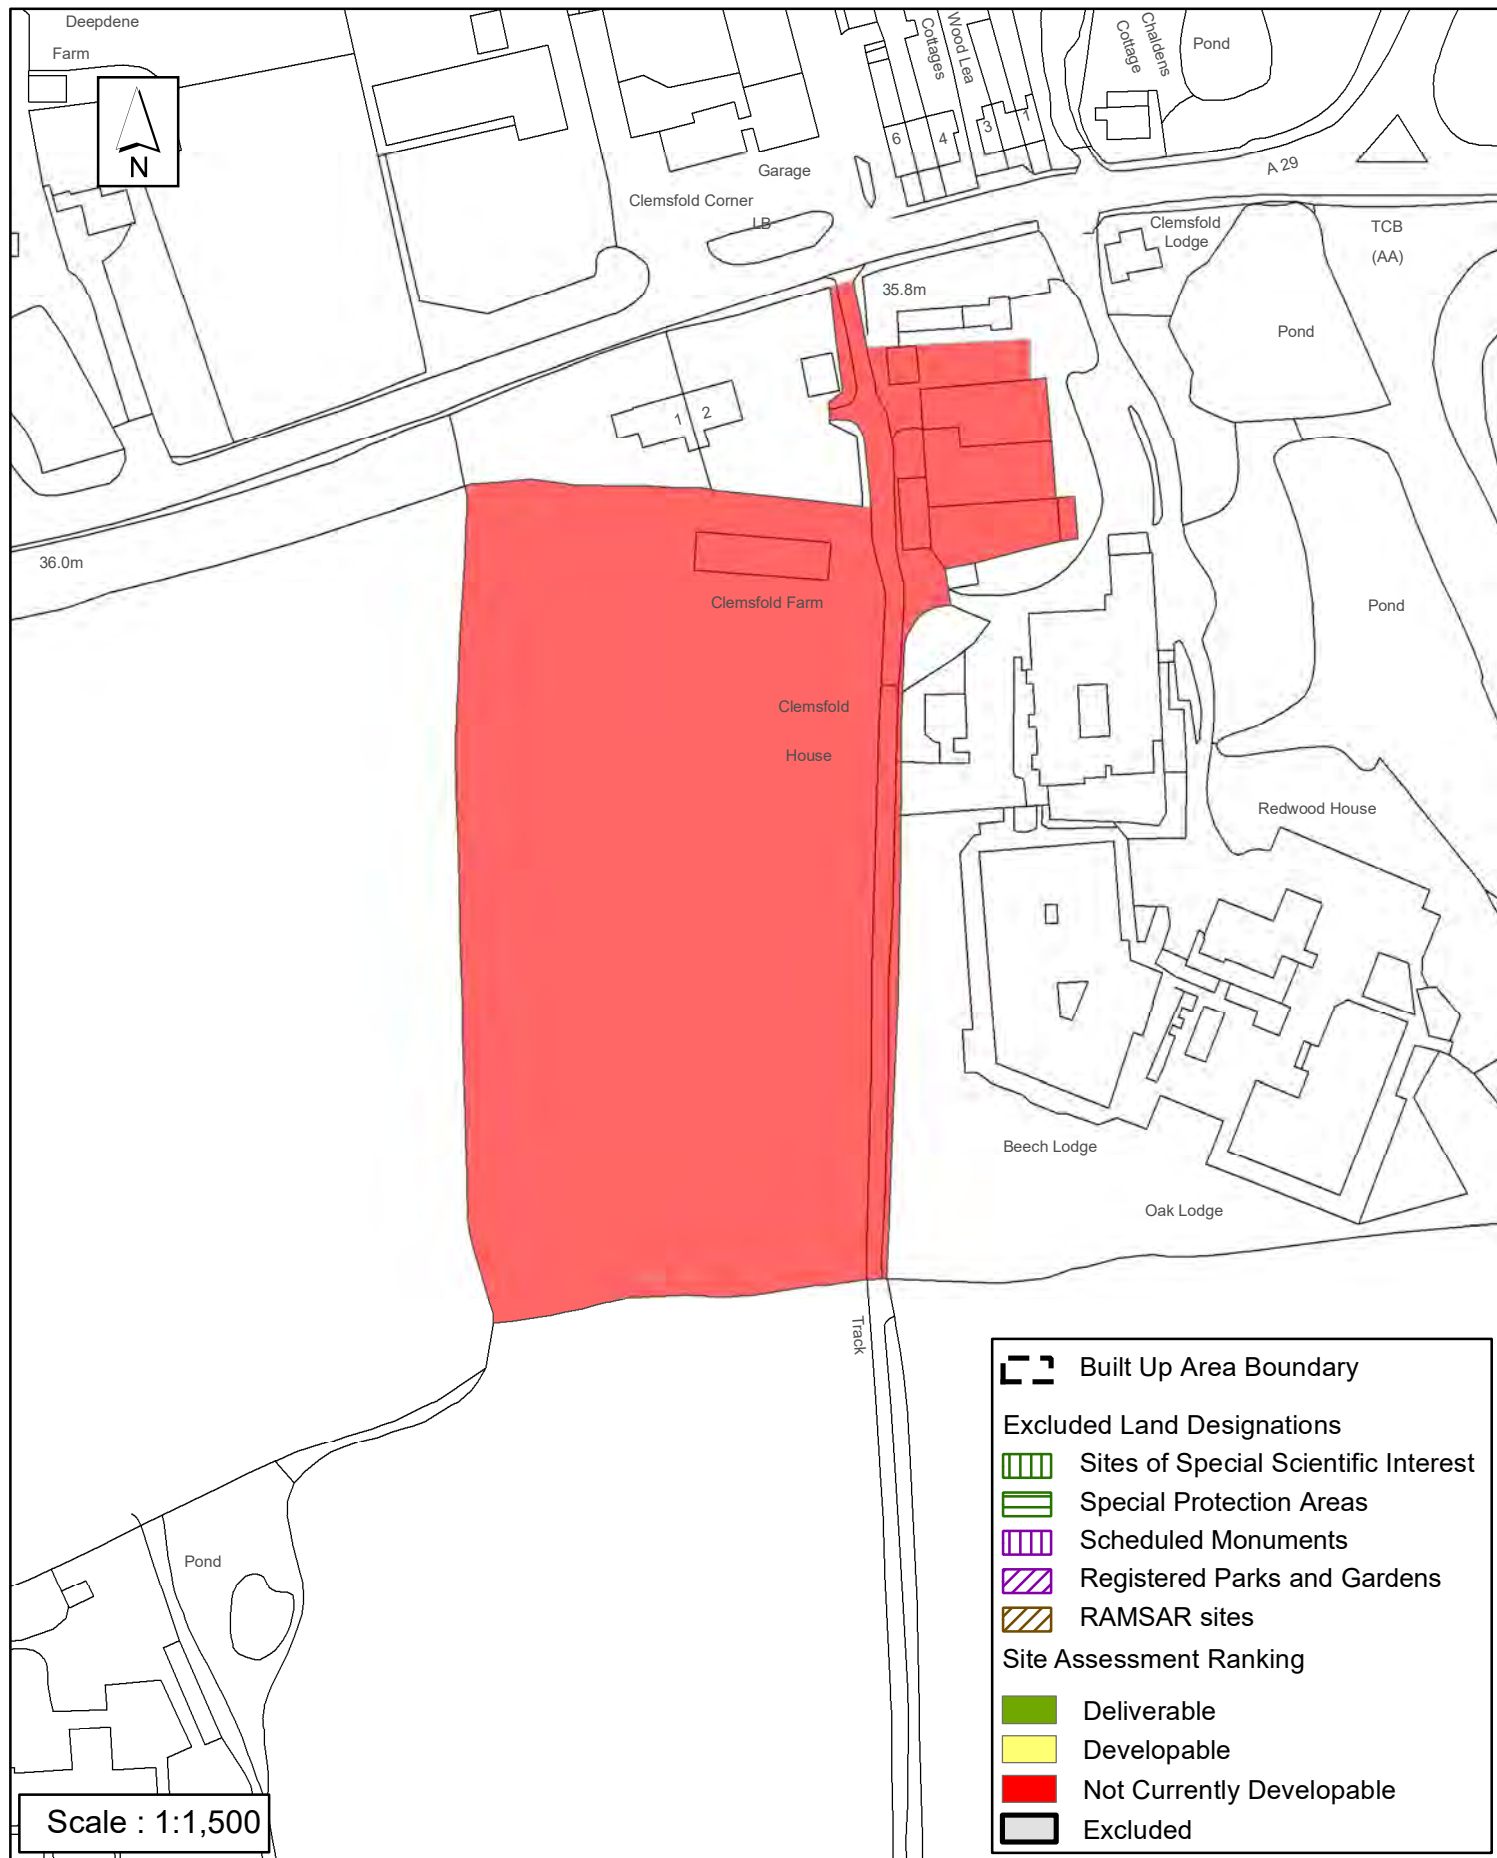 Deepdene
Farm
N
Cottages
Wood Lea
Chaldens
Cottage
Pond
6
4
3
1
A 29
Garage
Clemsfold Corner
LB
Clemsfold
Lodge
TCB
(AA)
35.8m
Pond
1
2
36.0m
Clemsfold Farm
Pond
Clemsfold
House
Redwood House
Beech Lodge
Oak Lodge
Track
Pond
Scale : 1:1,500
Built Up Area Boundary
Excluded Land Designations
Sites of Special Scientific Interest
Special Protection Areas
Scheduled Monuments
Registered Parks and Gardens
RAMSAR sites
Site Assessment Ranking
Deliverable
Developable
Not Currently Developable
Excluded